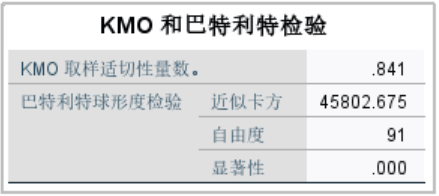 KMO 和巴特利特检验
KMO 取样适切性量数。 .841
巴特利特球形度检验 近似卡方 45802.675
自由度 91
显著性 .000